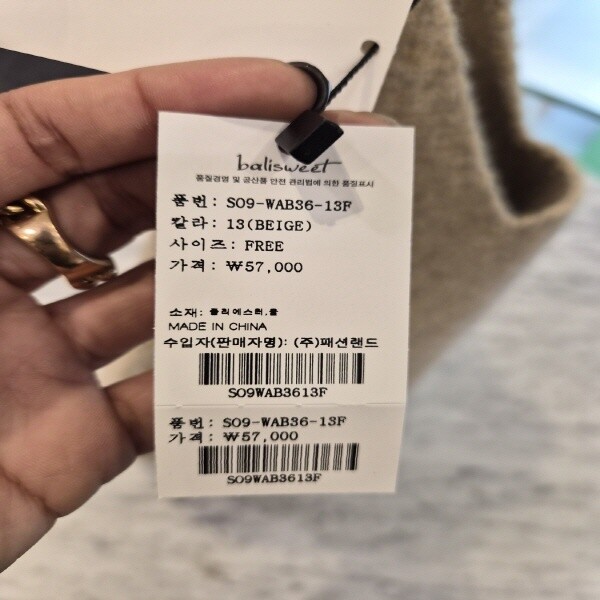 balisweet
품질경영 및 공산품 안전 관리법에 의한 품질표시
품번: SO9-WAB36-13F
칼라: 13(BEIGE)
사이즈: FREE
가격: ₩57,000
소재: 폴리에스터,울
MADE IN CHINA
수입자(판매자명): (주)패션랜드
SO9WAB3613F
품번: SO9-WAB36-13F
가격: ₩57,000
SO9WAB3613F